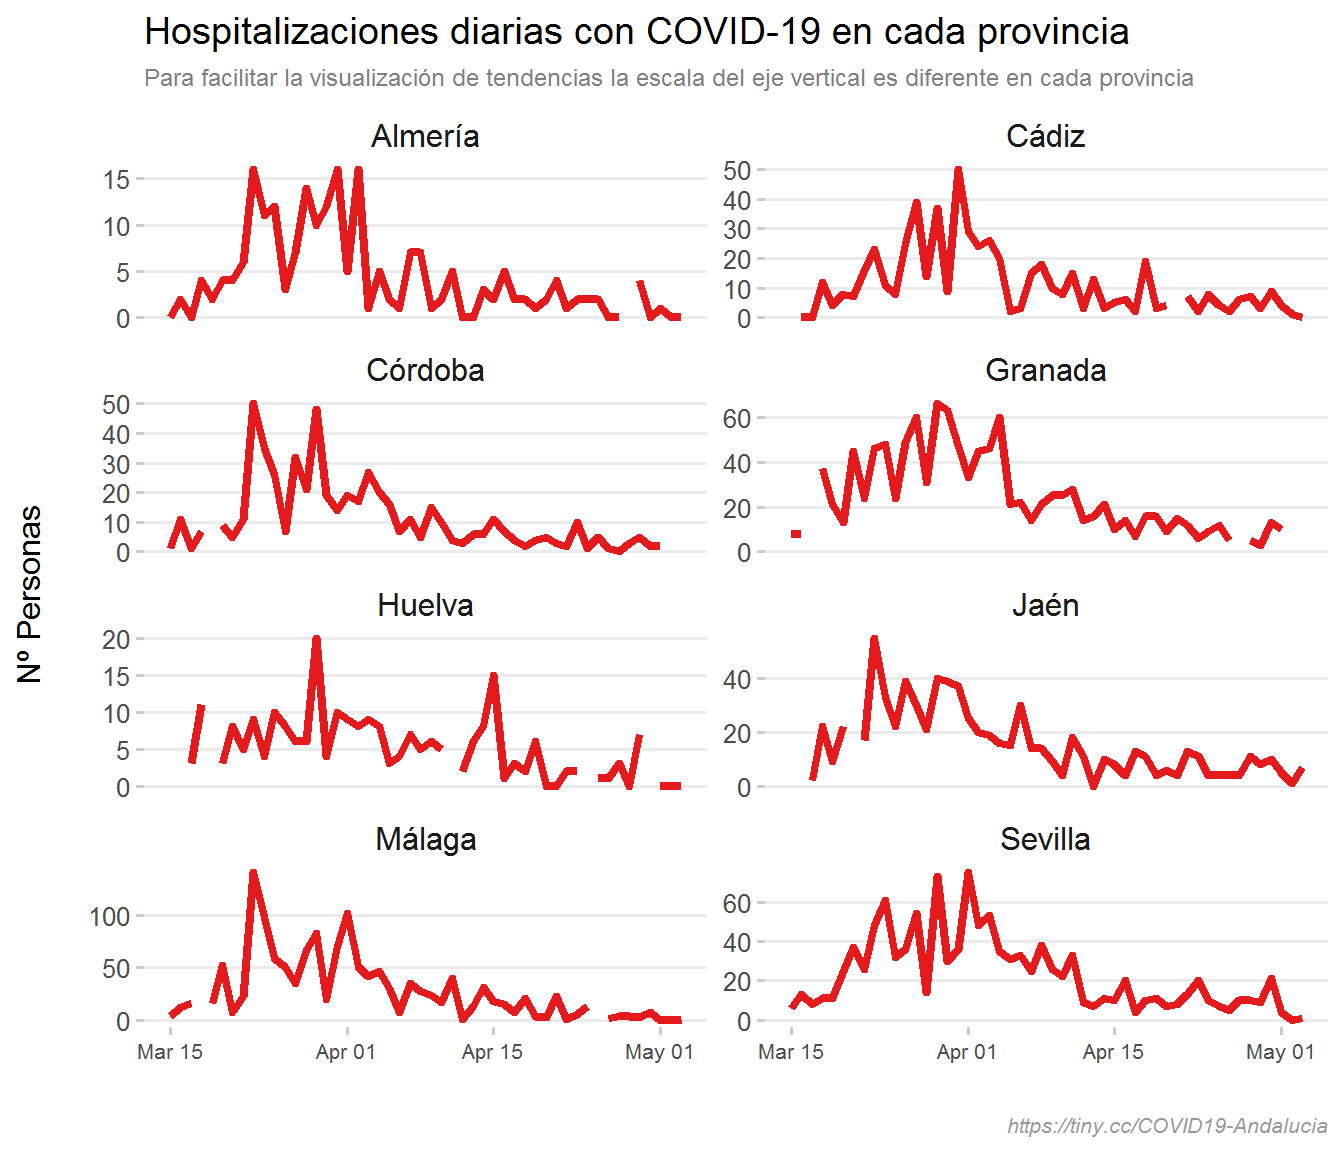 Hospitalizaciones diarias con COVID-19 en cada provincia
Para facilitar la visualización de tendencias la escala del eje vertical es diferente en cada provincia
Nº Personas
Almería
15
10
5
0
Cádiz
50
40
30
20
10
0
Córdoba
50
40
30
20
10
0
Granada
60
40
20
0
Huelva
20
15
10
5
0
Jaén
40
20
0
Málaga
100
50
0
Mar 15 Apr 01 Apr 15 May 01
Sevilla
60
40
20
0
Mar 15 Apr 01 Apr 15 May 01
https://tiny.cc/COVID19-Andalucia